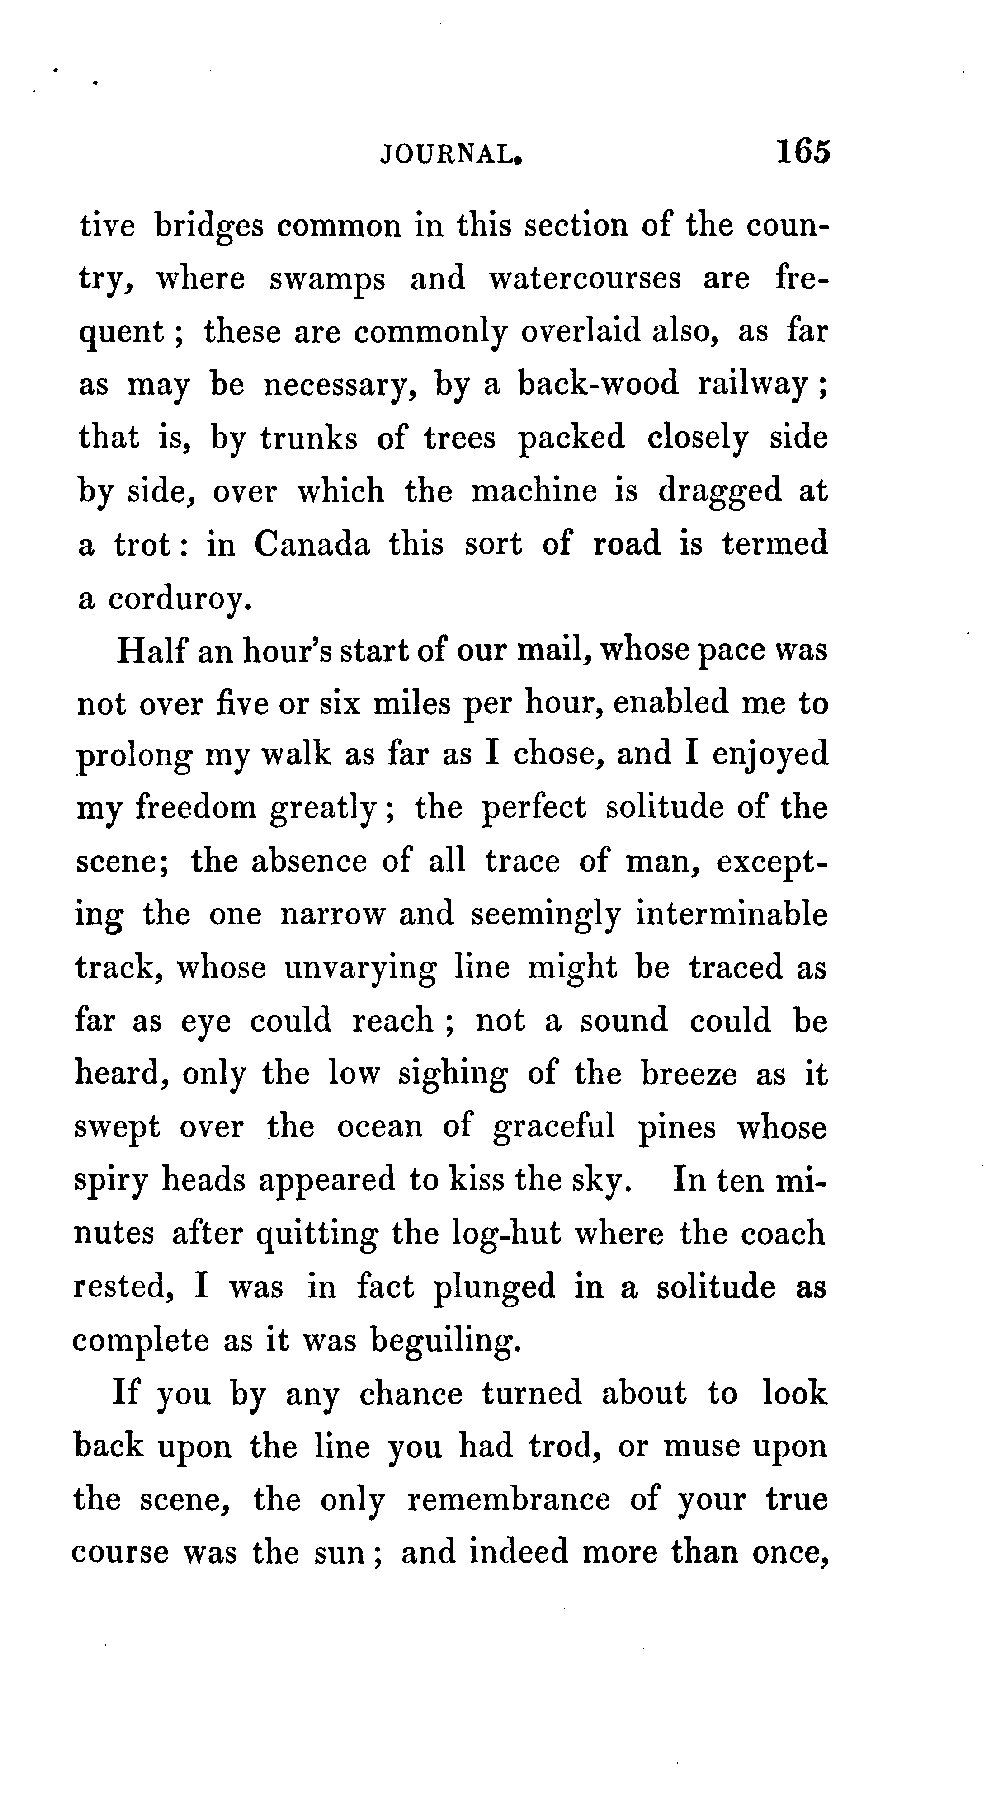 JOURNAL. 165
tive bridges common in this section of the coun-
try, where swamps and watercourses are fre-
quent ; these are commonly overlaid also, as far
as may be necessary, by a back-wood railway ;
that is, by trunks of trees packed closely side
by side, over which the machine is dragged at
a trot : in Canada this sort of road is termed
a corduroy.
Half an hour's start of our mail, whose pace was
not over five or six miles per hour, enabled me to
prolong my walk as far as I chose, and I enjoyed
my freedom greatly ; the perfect solitude of the
scene; the absence of all trace of man, except-
ing the one narrow and seemingly interminable
track, whose unvarying line might be traced as
far as eye could reach ; not a sound could be
heard, only the low sighing of the breeze as it
swept over the ocean of graceful pines whose
spiry heads appeared to kiss the sky. In ten mi-
nutes after quitting the log-hut where the coach
rested, I was in fact plunged in a solitude as
complete as it was beguiling.
If you by any chance turned about to look
back upon the line you had trod, or muse upon
the scene, the only remembrance of your true
course was the sun ; and indeed more than once,